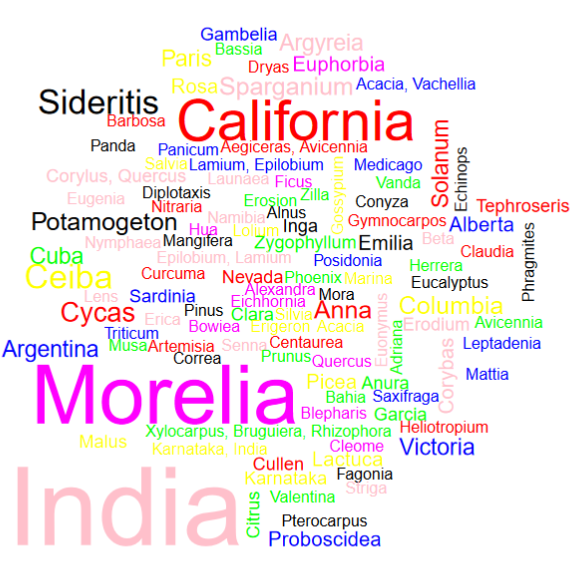 Gambelia
Argyreia
Bassia
Paris
Dryas
Euphorbia
Rosa
Sparganium
Acacia, Vachellia
Sideritis
California
Barbosa
Panda
Panicum
Aegiceras, Avicennia
Solanum
Echinops
Salvia
Lamium, Epilobium
Medicago
Corylus, Quercus
Launaea
Ficus
Gossypium
Vanda
Eugenia
Diplotaxis
Erosion
Zilla
Conyza
Nitraria
Namibia
Alnus
Tephroseris
Potamogeton
Hua
Lolium
Inga
Gymnocarpos
Alberta
Nymphaea
Mangifera
Zygophyllum
Emilia
Beta
Phragmites
Cuba
Epilobium, Lamium
Posidonia
Herrera
Claudia
Ceiba
Curcuma
Nevada
Phoenix
Marina
Eucalyptus
Lens
Sardinia
Alexandra
Mora
Eichhornia
Columbia
Cycas
Pinus
Clara
Silvia
Anna
Erica
Bowiea
Erigeron
Acacia
Euonymus
Erodium
Avicennia
Triticum
Argentina
Musa
Artemisia
Senna
Centaurea
Adriana
Leptadenia
Correa
Prunus
Quercus
Corybas
Morelia
Picea
Anura
Mattia
Bahia
Saxifraga
Blepharis
Garcia
Xylocarpus, Bruguiera, Rhizophora
Heliotropium
Malus
Karnataka, India
Cleome
Victoria
Cullen
Lactuca
India
Karnataka
Fagonia
Striga
Citrus
Valentina
Pterocarpus
Proboscidea